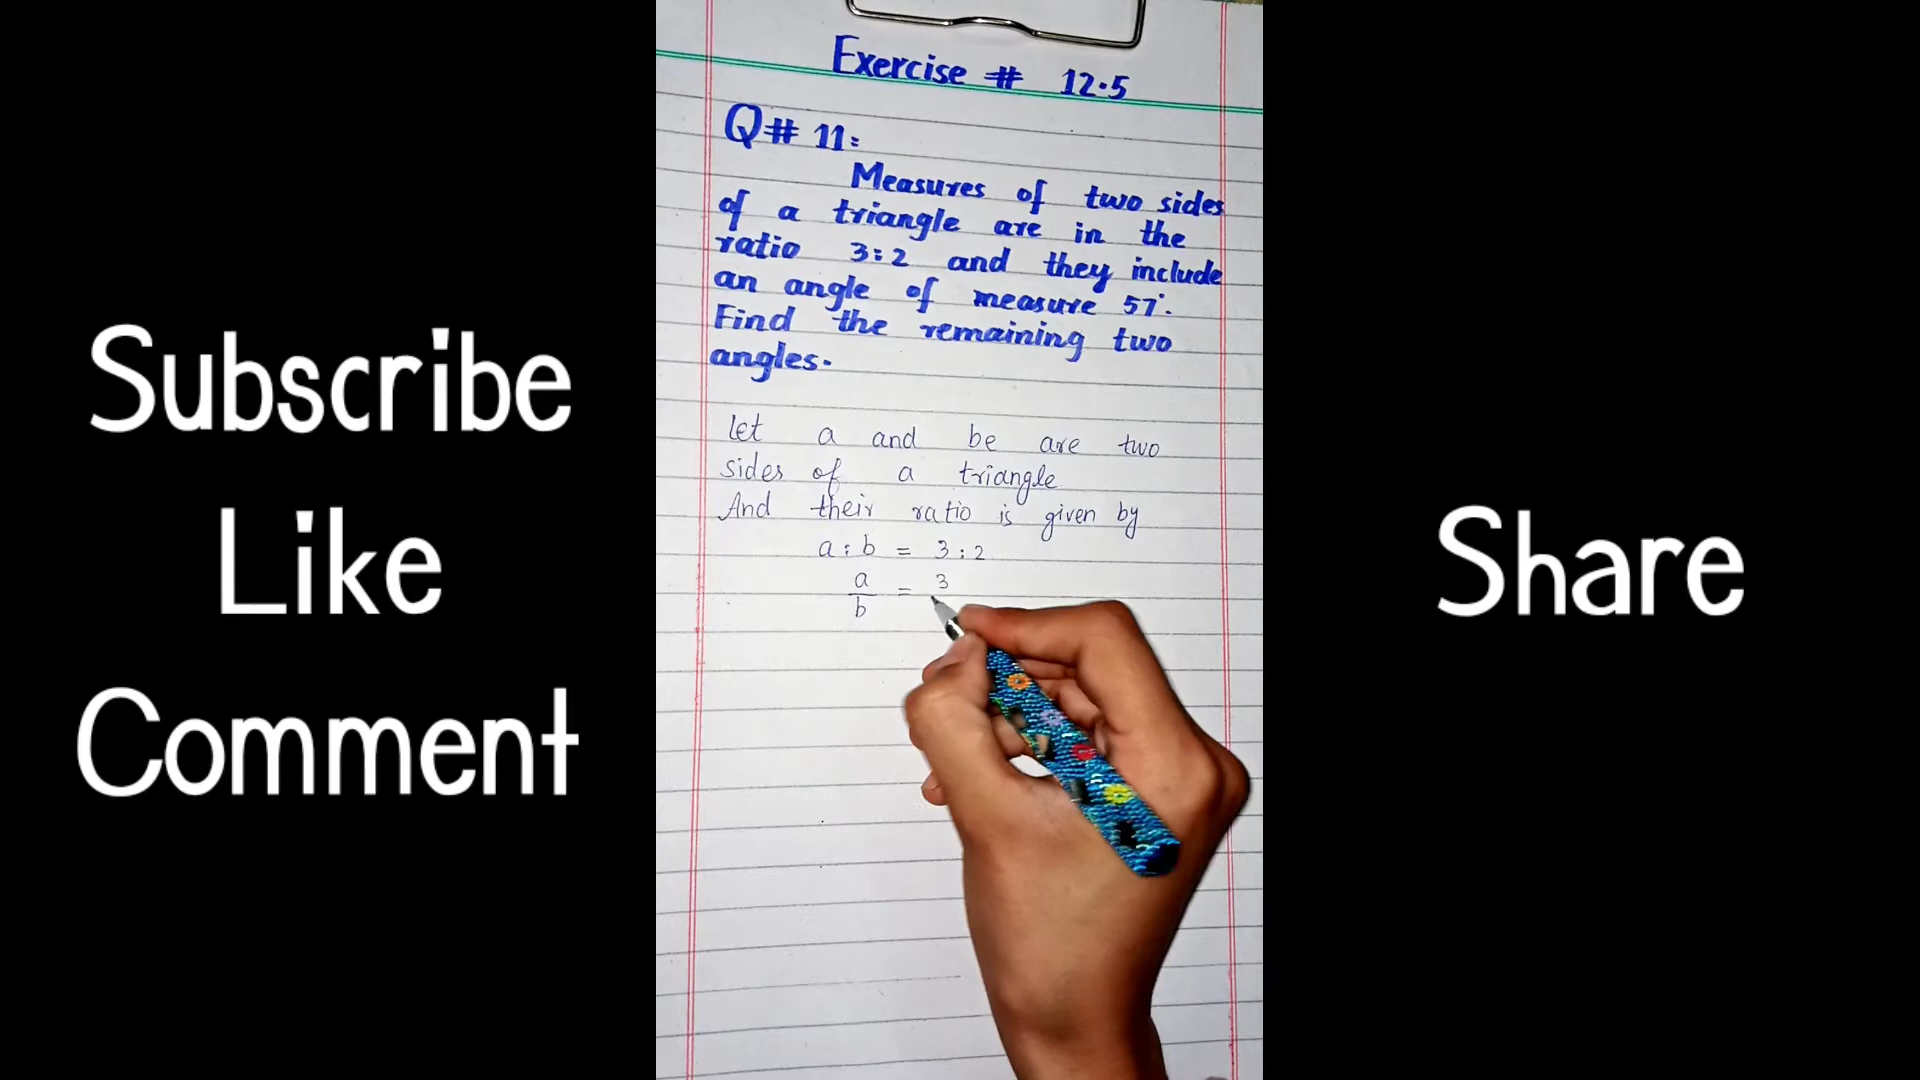 Exercise # 12.5
Q# 11:
Measures of two sides
of a triangle are in the
ratio 3:2 and they include
an angle of measure 57°.
Find the remaining two
angles.
let a and be are two
sides of a triangle
And their ratio is given by
a : b = 3 : 2
a/b = 3
Subscribe
Like
Comment
Share